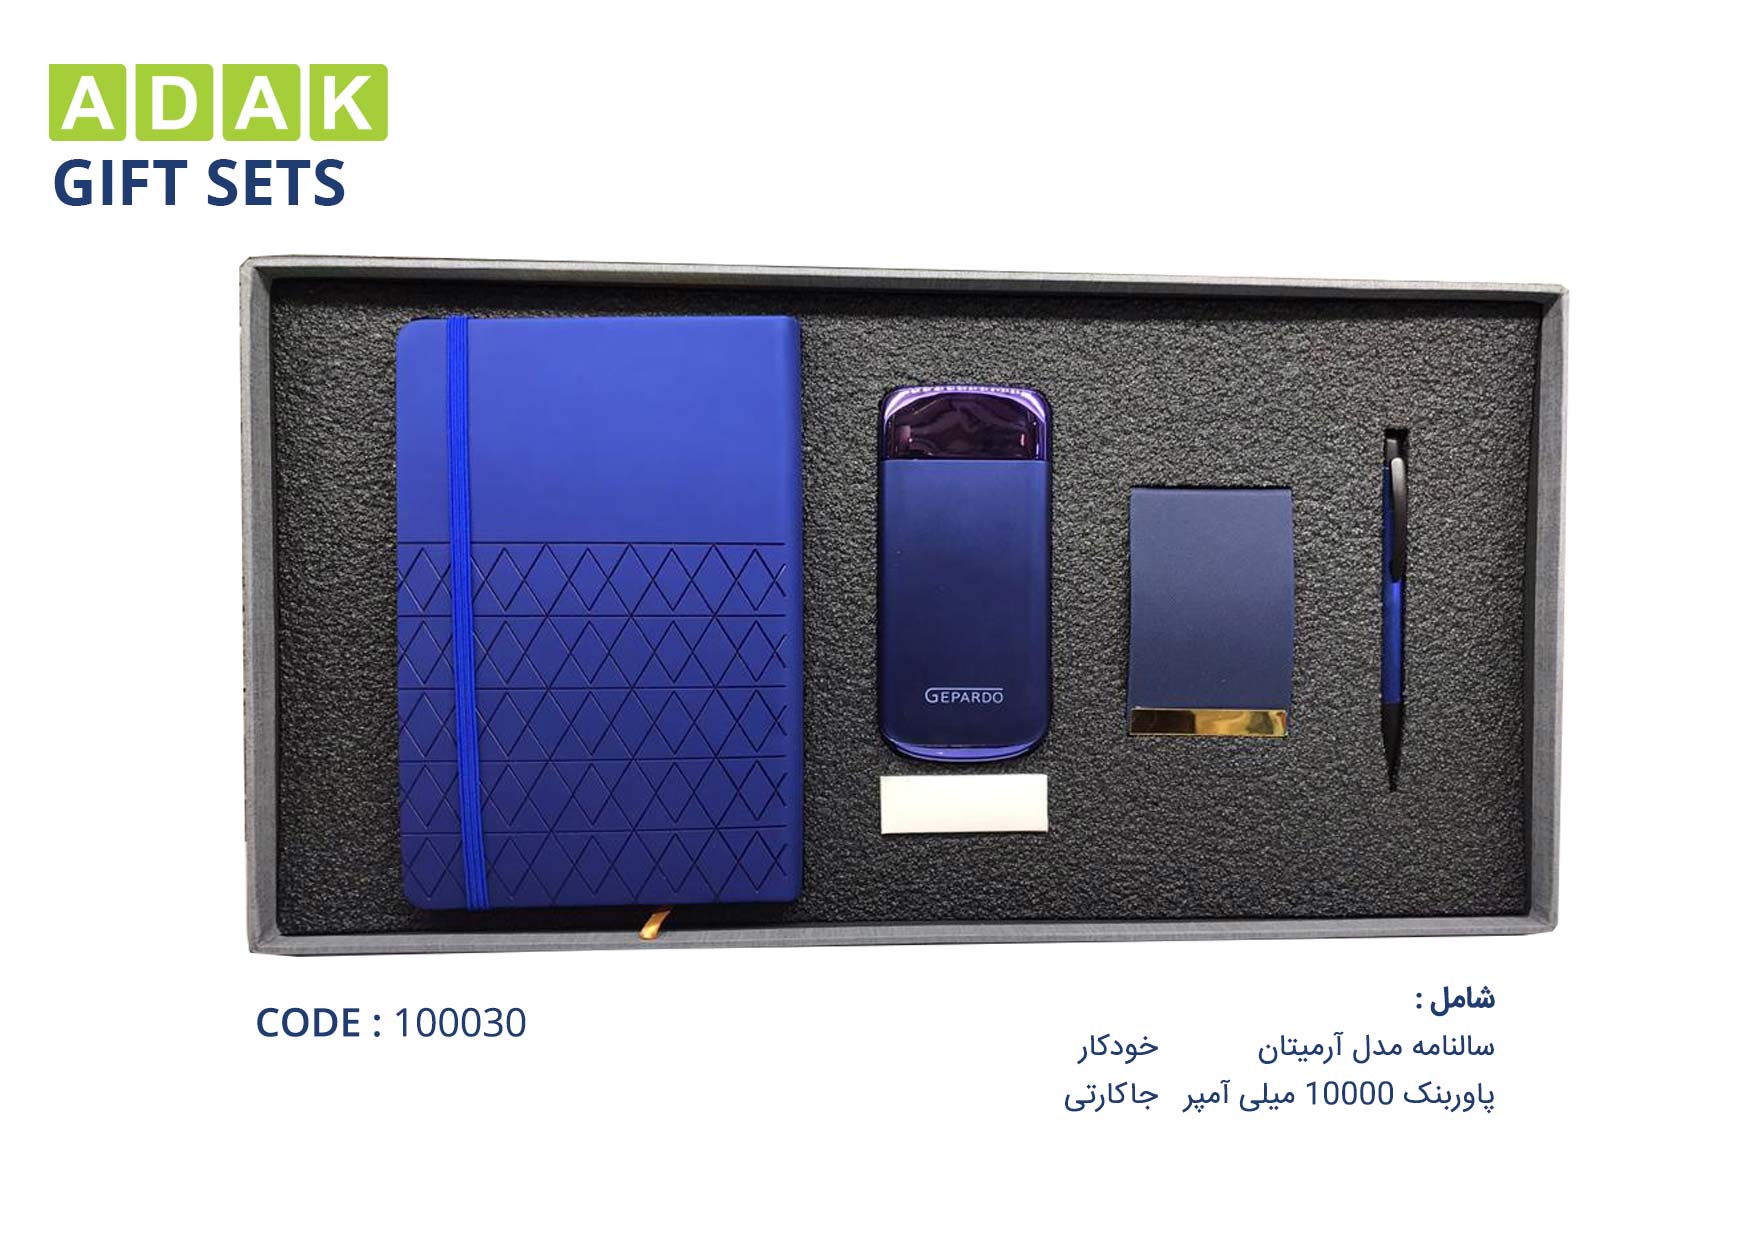 ADAK
GIFT SETS
GEPARDO
CODE : 100030
شامل :
سالنامه مدل آرمیتان خودکار
پاوربنک 10000 میلی آمپر جاکارتی